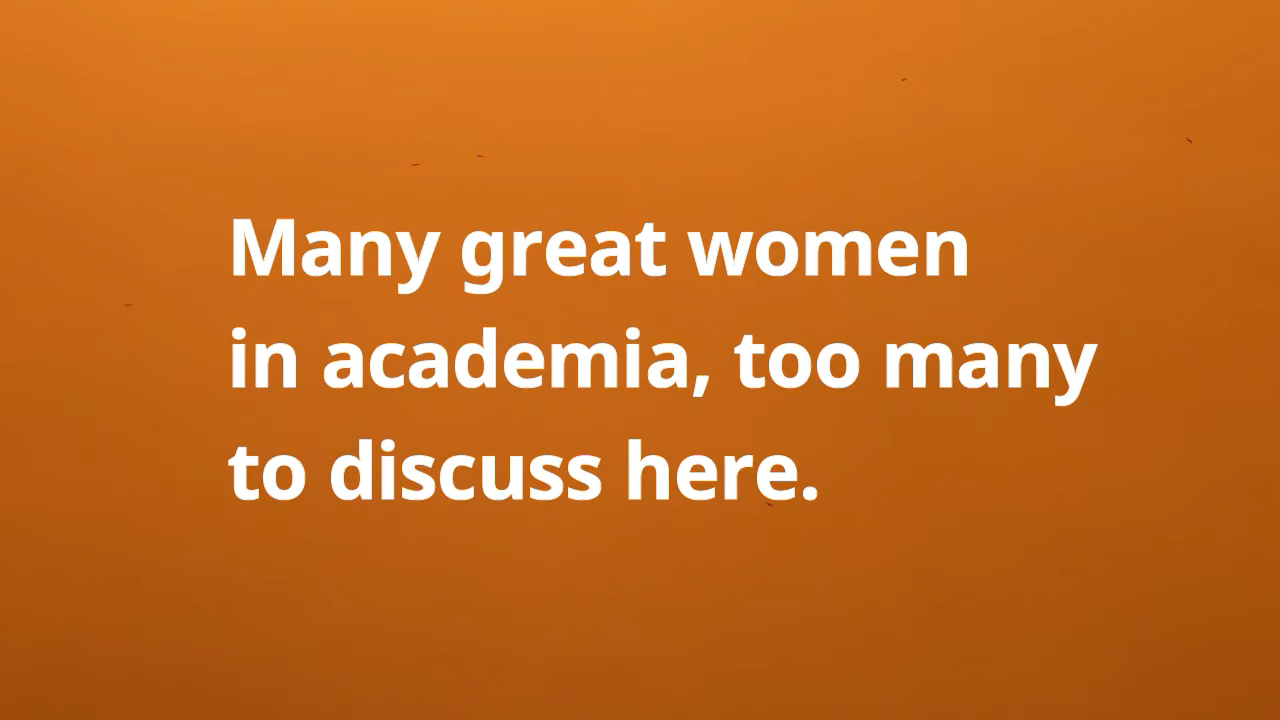 Many great women
in academia, too many
to discuss here.